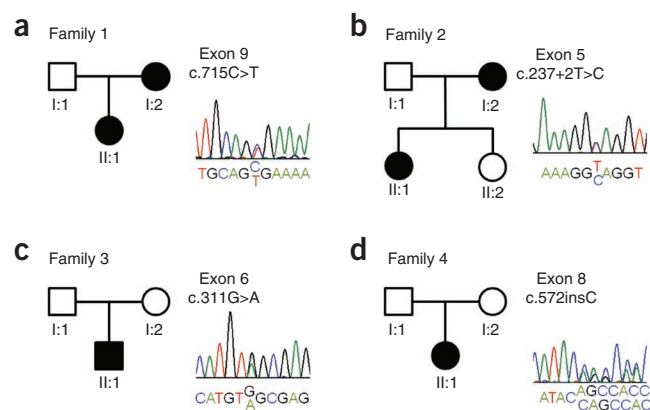 a
Family 1
Exon 9
c.715C>T
I:1
I:2
II:1
TGCAGCGAAAA
T
b
Family 2
Exon 5
c.237+2T>C
I:1
I:2
II:1
II:2
AAAGGTAGGT
C
c
Family 3
Exon 6
c.311G>A
I:1
I:2
II:1
CATGTGAGCGAG
d
Family 4
Exon 8
c.572insC
I:1
I:2
II:1
ATACAGCCACC
CAGCCAC